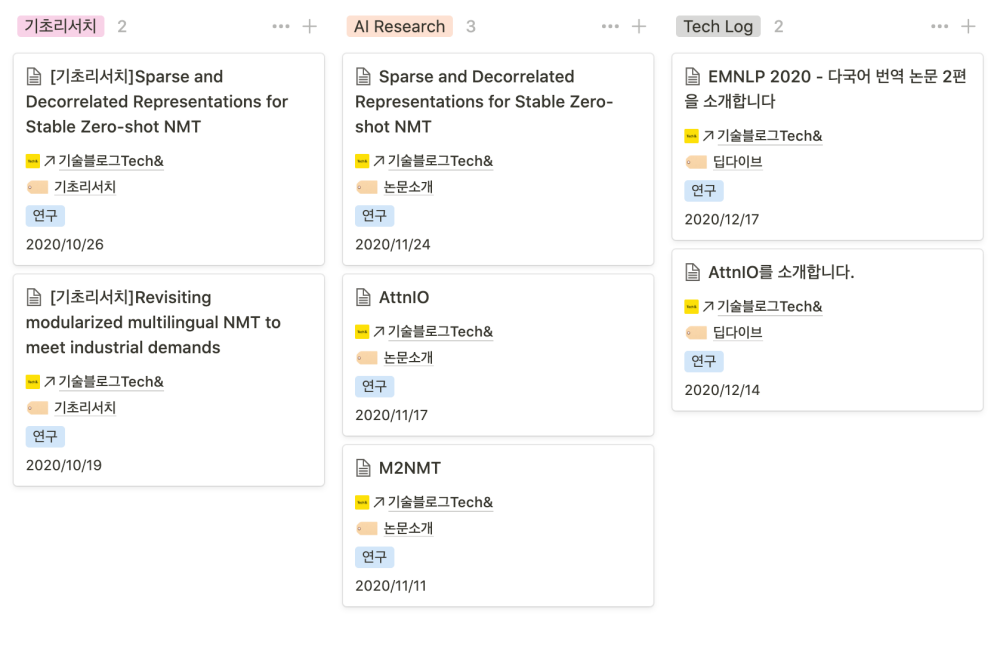 기초리서치 2
[기초리서치]Sparse and
Decorrelated Representations for
Stable Zero-shot NMT
기술블로그Tech&
기초리서치
연구
2020/10/26
[기초리서치]Revisiting
modularized multilingual NMT to
meet industrial demands
기술블로그Tech&
기초리서치
연구
2020/10/19
AI Research 3
Sparse and Decorrelated
Representations for Stable Zero-
shot NMT
기술블로그Tech&
논문소개
연구
2020/11/24
AttnIO
기술블로그Tech&
논문소개
연구
2020/11/17
M2NMT
기술블로그Tech&
논문소개
연구
2020/11/11
Tech Log 2
EMNLP 2020 - 다국어 번역 논문 2편
을 소개합니다
기술블로그Tech&
딥다이브
연구
2020/12/17
AttnIO를 소개합니다.
기술블로그Tech&
딥다이브
연구
2020/12/14